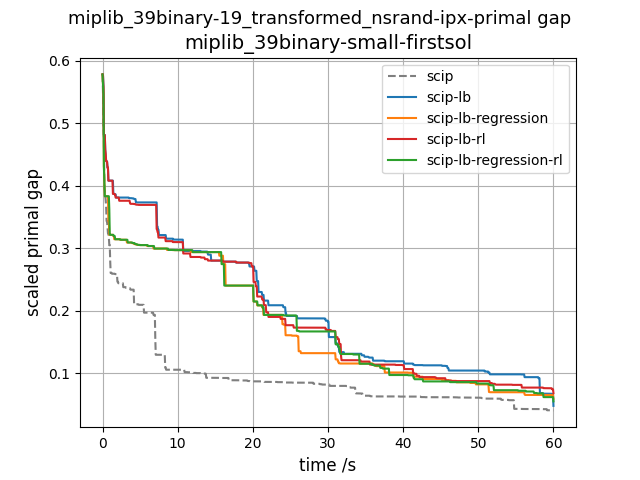 miplib_39binary-19_transformed_nsrand-ipx-primal gap
miplib_39binary-small-firstsol
scip
scip-lb
scip-lb-regression
scip-lb-rl
scip-lb-regression-rl
scaled primal gap
0.6
0.5
0.4
0.3
0.2
0.1
0
10
20
30
40
50
60
time /s